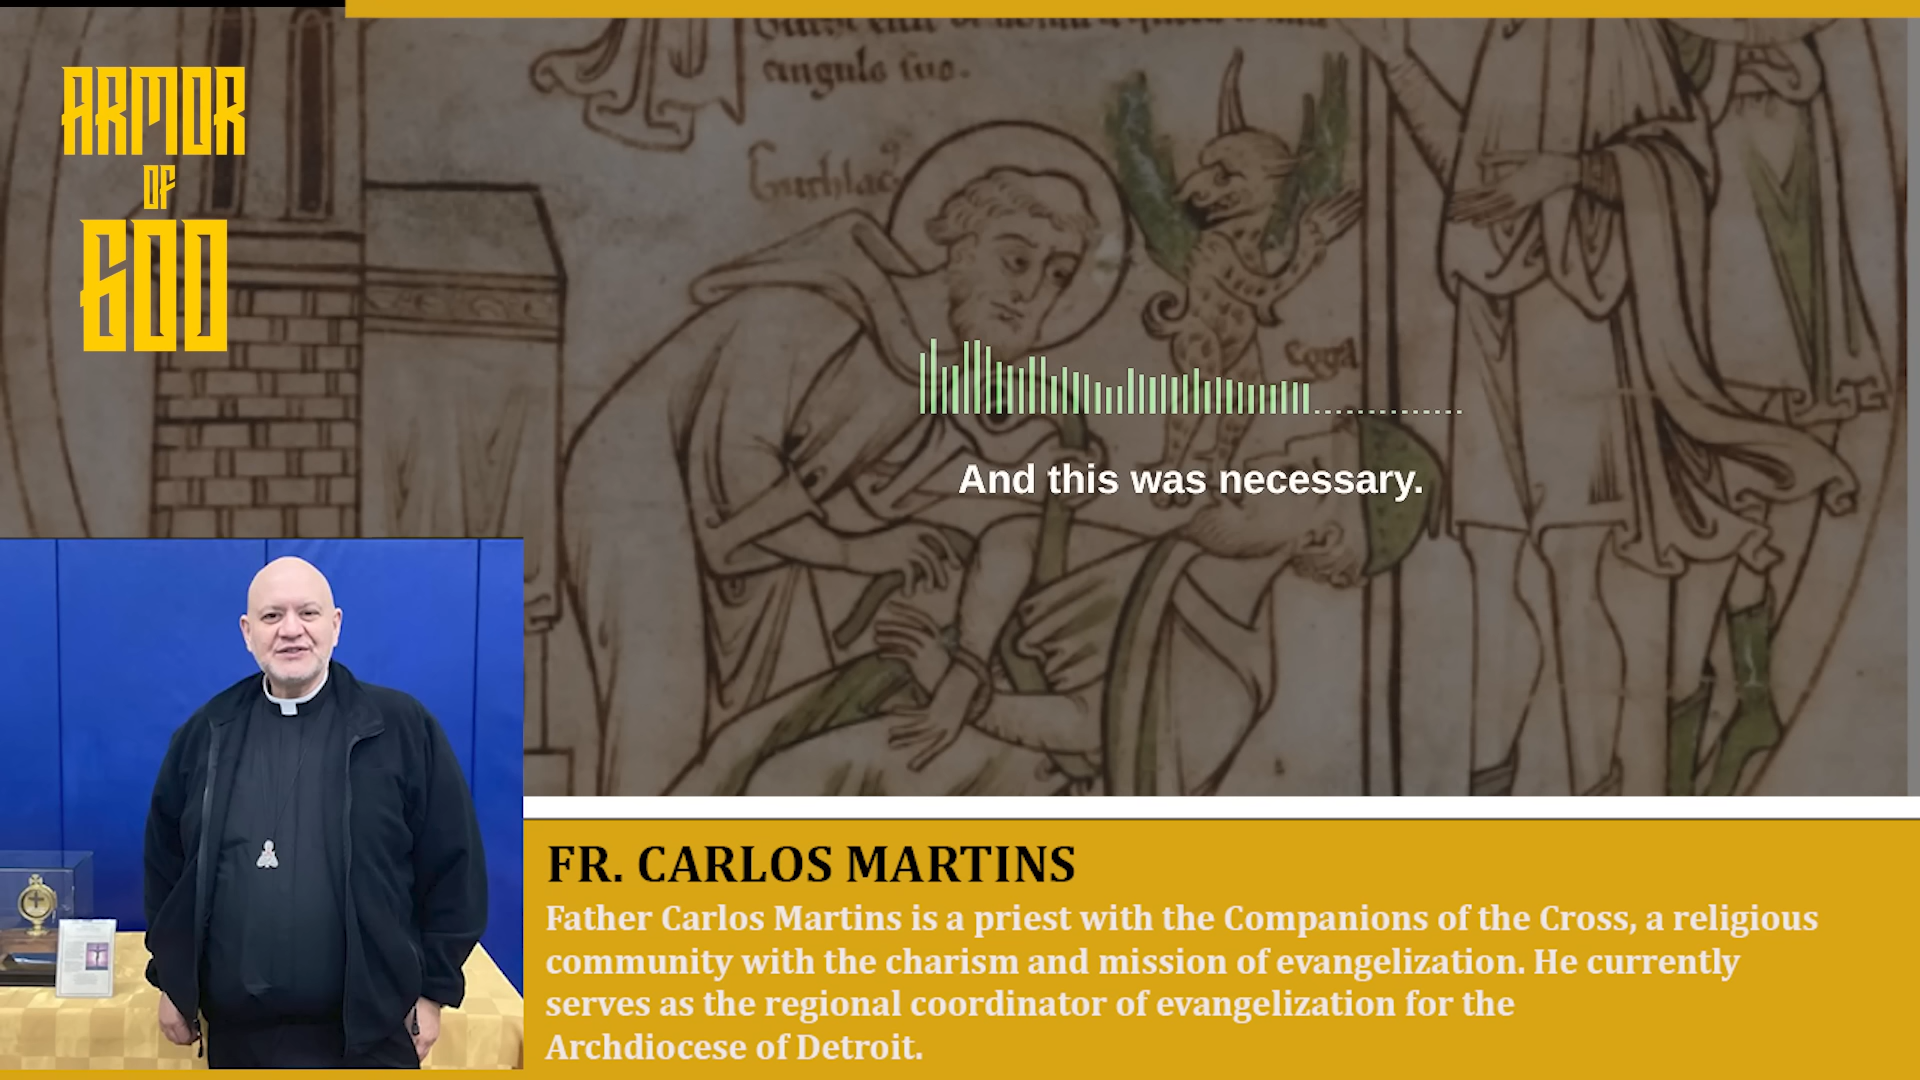 ARMOR
OF
GOD
angulo suo.
Guthlac
And this was necessary.
FR. CARLOS MARTINS
Father Carlos Martins is a priest with the Companions of the Cross, a religious
community with the charism and mission of evangelization. He currently
serves as the regional coordinator of evangelization for the
Archdiocese of Detroit.